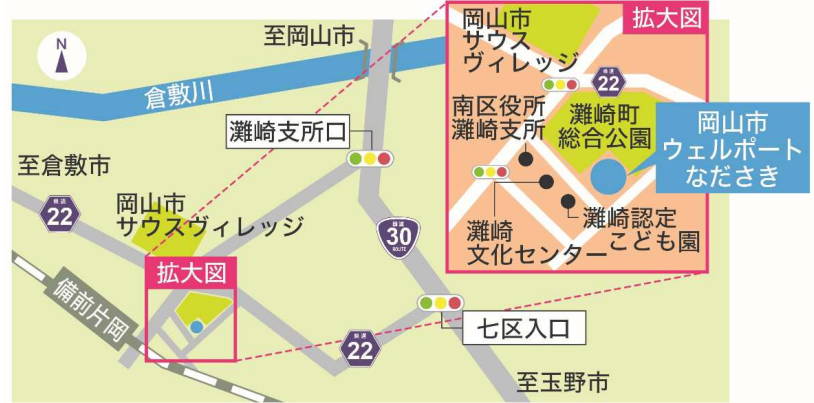 N
倉敷川
至岡山市
灘崎支所口
至倉敷市
県道
22
岡山市
サウスヴィレッジ
拡大図
備前片岡
県道
30
ROUTE
県道
22
七区入口
至玉野市
拡大図
岡山市
サウス
ヴィレッジ
県道
22
南区役所
灘崎支所
灘崎町
総合公園
岡山市
ウェルポート
なださき
灘崎
文化センター
灘崎認定
こども園